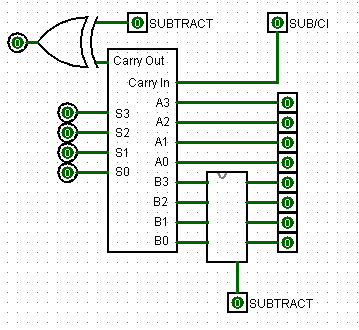 0 SUBTRACT 0 SUB/CI
0
Carry Out
Carry In
A3 0
S3 0
A2 0
S2 0
A1 0
S1 0
A0 0
S0 0
B3 0
B2 0
B1 0
B0 0
0 SUBTRACT